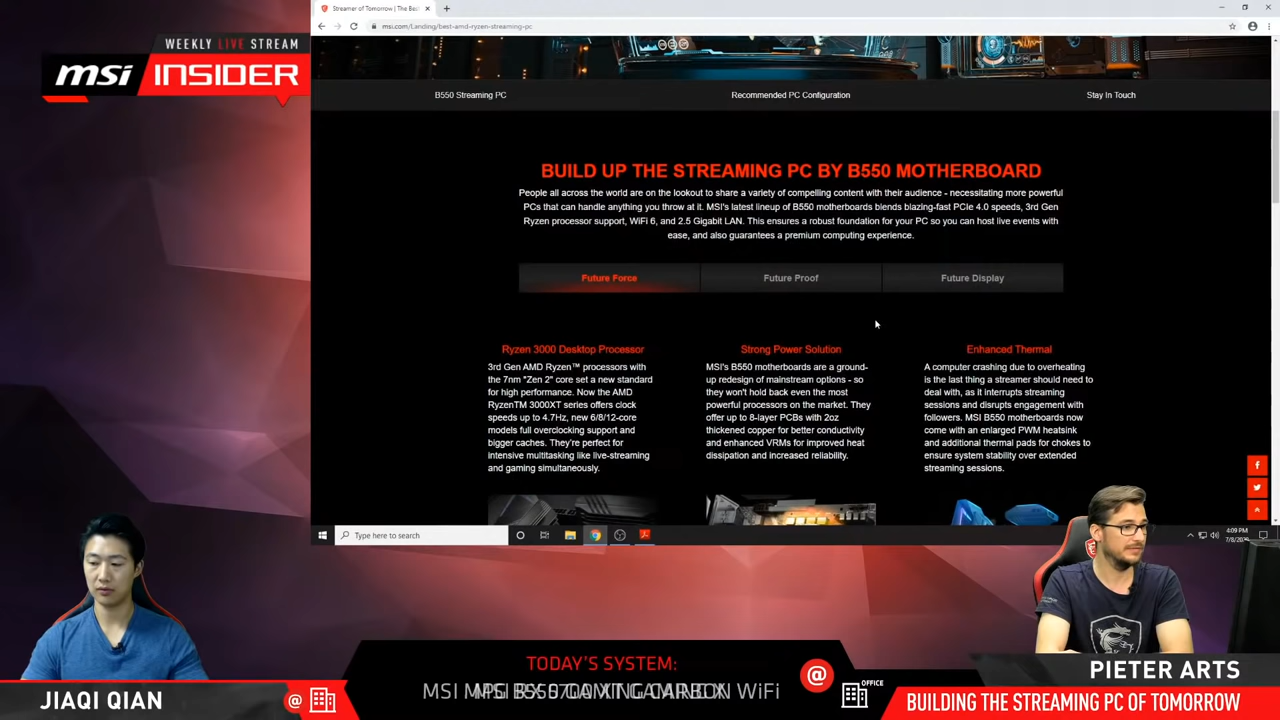 WEEKLY LIVE STREAM
msi INSIDER
Streamer of Tomorrow | The Be
msi.com/Landing/best-amd-ryzen-streaming-pc
B550 Streaming PC
Recommended PC Configuration
Stay In Touch
BUILD UP THE STREAMING PC BY B550 MOTHERBOARD
People all across the world are on the lookout to share a variety of compelling content with their audience - necessitating more powerful
PCs that can handle anything you throw at it. MSI's latest lineup of B550 motherboards blends blazing-fast PCIe 4.0 speeds, 3rd Gen
Ryzen processor support, WiFi 6, and 2.5 Gigabit LAN. This ensures a robust foundation for your PC so you can host live events with
ease, and also guarantees a premium computing experience.
Future Force
Future Proof
Future Display
Ryzen 3000 Desktop Processor
3rd Gen AMD Ryzen™ processors with
the 7nm "Zen 2" core set a new standard
for high performance. Now the AMD
RyzenTM 3000XT series offers clock
speeds up to 4.7Hz, new 6/8/12-core
models full overclocking support and
bigger caches. They're perfect for
intensive multitasking like live-streaming
and gaming simultaneously.
Strong Power Solution
MSI's B550 motherboards are a ground-
up redesign of mainstream options - so
they won't hold back even the most
powerful processors on the market. They
offer up to 8-layer PCBs with 2oz
thickened copper for better conductivity
and enhanced VRMs for improved heat
dissipation and increased reliability.
Enhanced Thermal
A computer crashing due to overheating
is the last thing a streamer should need to
deal with, as it interrupts streaming
sessions and disrupts engagement with
followers. MSI B550 motherboards now
come with an enlarged PWM heatsink
and additional thermal pads for chokes to
ensure system stability over extended
streaming sessions.
Type here to search
4:09 PM
7/8/20
TODAY'S SYSTEM:
MSI
WiFi
@
OFFICE
JIAQI QIAN
@
PIETER ARTS
BUILDING THE STREAMING PC OF TOMORROW